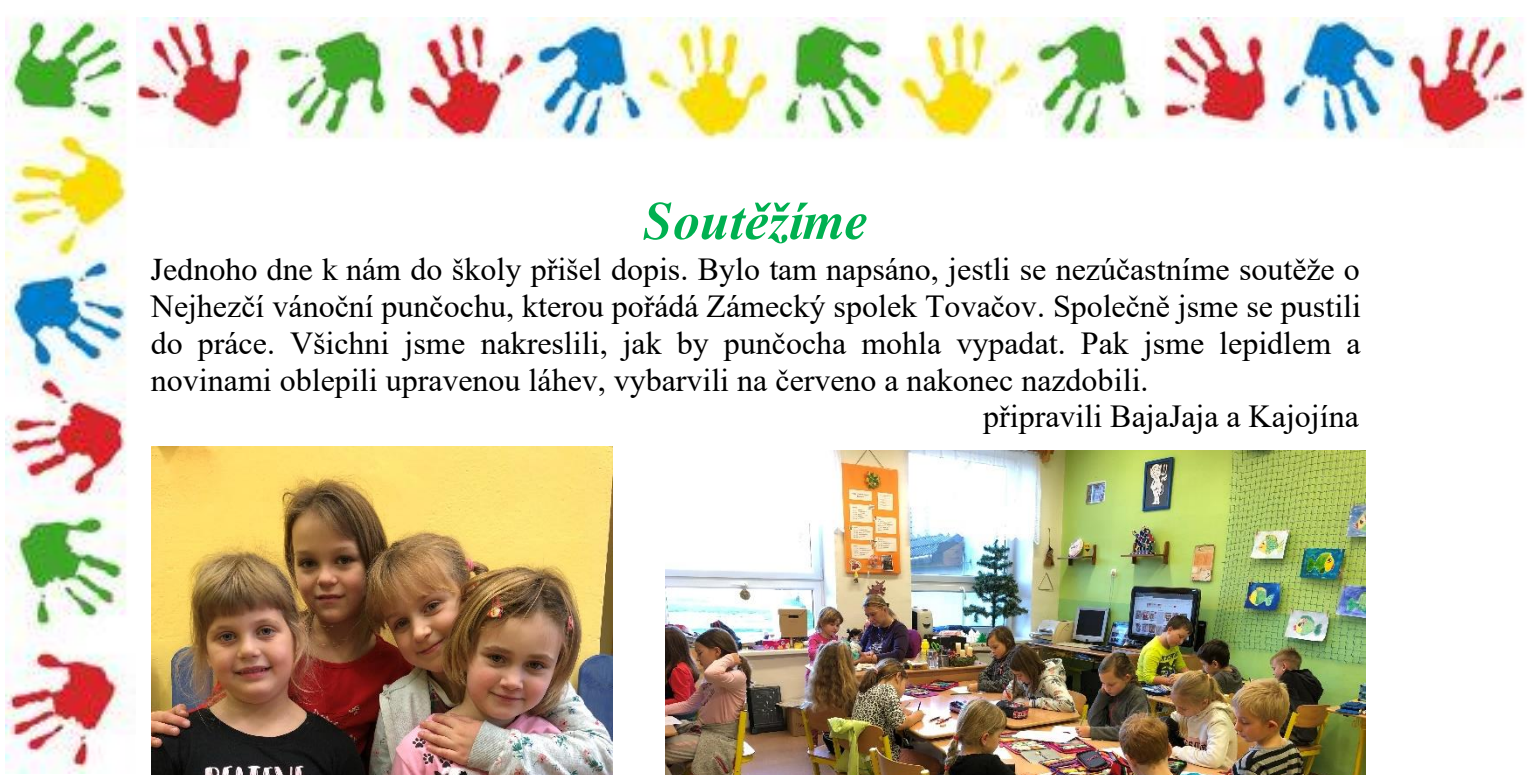 Soutěžíme
Jednoho dne k nám do školy přišel dopis. Bylo tam napsáno, jestli se nezúčastníme soutěže o
Nejhezčí vánoční punčochu, kterou pořádá Zámecký spolek Tovačov. Společně jsme se pustili
do práce. Všichni jsme nakreslili, jak by punčocha mohla vypadat. Pak jsme lepidlem a
novinami oblepili upravenou láhev, vybarvili na červeno a nakonec nazdobili.
připravili BajaJaja a Kajojína